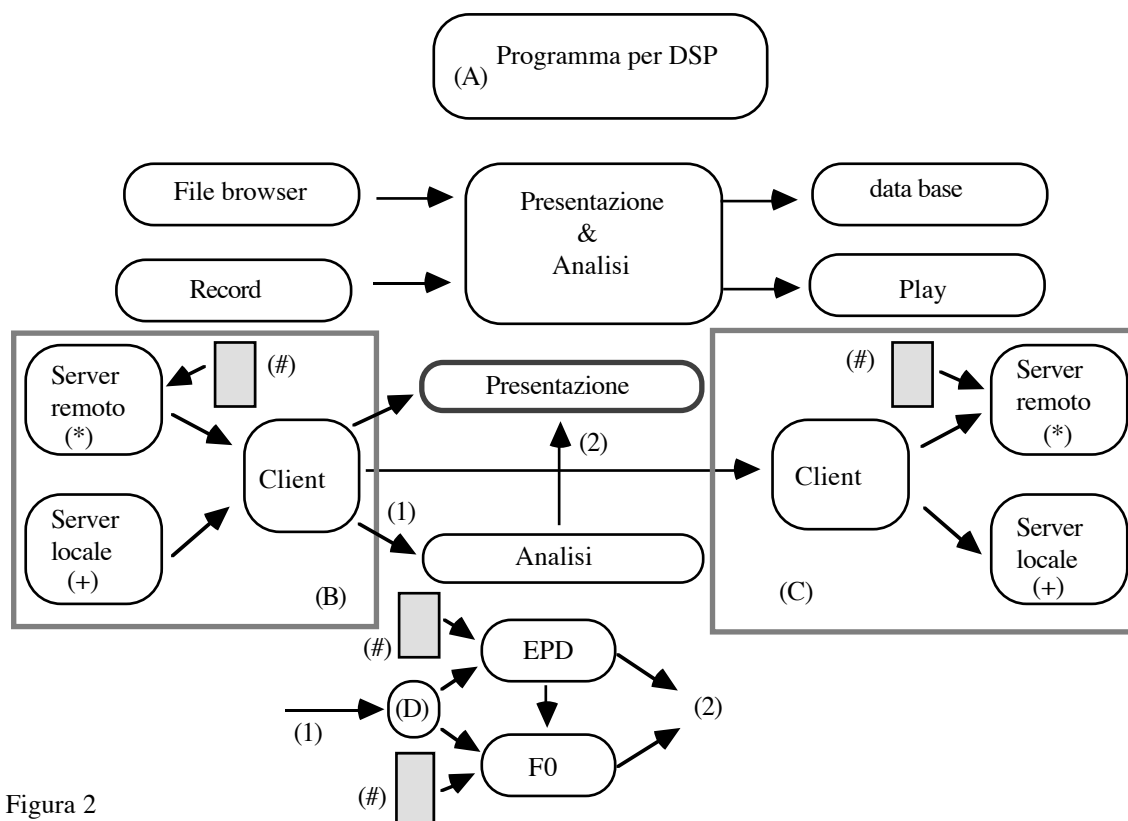 Programma per DSP
(A)
File browser
Presentazione
&
Analisi
data base
Record
Play
Server
remoto
(*)
(#)
Client
Server
locale
(+)
(B)
Presentazione
(2)
(1)
Analisi
(#)
Server
remoto
(*)
Client
Server
locale
(+)
(C)
(#)
EPD
(D)
(1)
(2)
F0
(#)
Figura 2